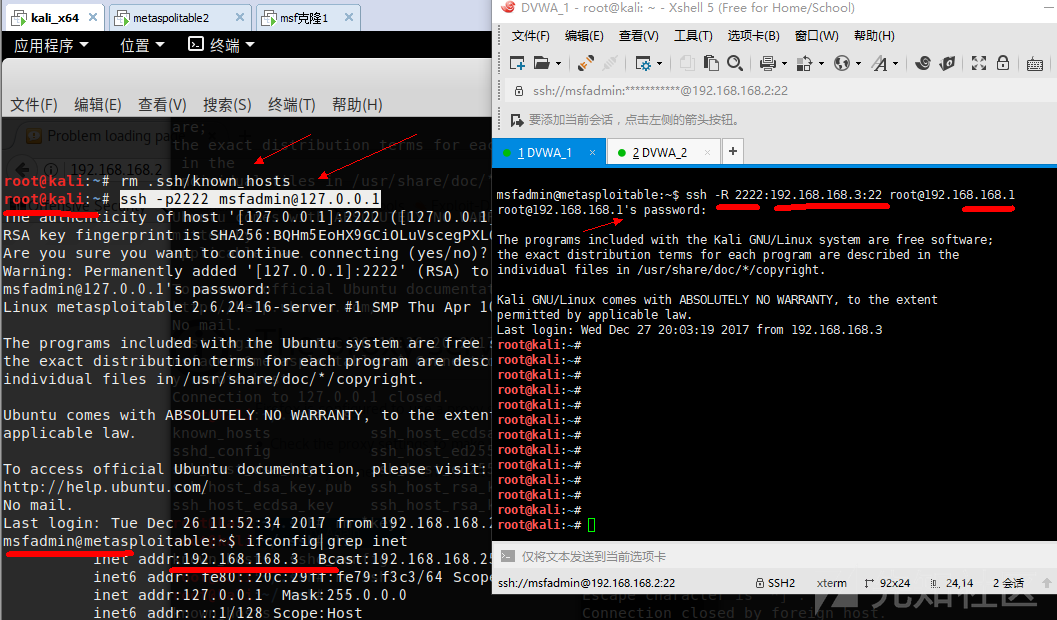 kali_x64
metaspolitable2
msf克隆1
应用程序
位置
终端
文件(F) 编辑(E) 查看(V) 搜索(S) 终端(T) 帮助(H)
Problem loading
192.168.168.2
root@kali:~# rm .ssh/known_hosts
root@kali:~# ssh -p2222 msfadmin@127.0.0.1
The authenticity of host '[127.0.0.1]:2222 ([127.0.0.1
RSA key fingerprint is SHA256:BQHm5EoHX9GCiOLuVscegPXL
Are you sure you want to continue connecting (yes/no)?
Warning: Permanently added '[127.0.0.1]:2222' (RSA) to
msfadmin@127.0.0.1's password:
Linux metasploitable 2.6.24-16-server #1 SMP Thu Apr 10
The programs included with the Ubuntu system are free
the exact distribution terms for each program are desc
individual files in /usr/share/doc/*/copyright.
Ubuntu comes with ABSOLUTELY NO WARRANTY, to the extent
applicable law.
To access official Ubuntu documentation, please visit:
http://help.ubuntu.com/
No mail.
Last login: Tue Dec 26 11:52:34 2017 from 192.168.168.2
msfadmin@metasploitable:~$ ifconfig|grep inet
inet addr:192.168.168.3 Bcast:192.168.168.25
inet6 addr: fe80::20c:29ff:fe79:f3c3/64 Scop
inet addr:127.0.0.1 Mask:255.0.0.0
inet6 addr: ::1/128 Scope:Host
DVWA_1 - root@kali: ~ - Xshell 5 (Free for Home/School)
文件(F) 编辑(E) 查看(V) 工具(T) 选项卡(B) 窗口(W) 帮助(H)
ssh://msfadmin:***********@192.168.168.2:22
要添加当前会话，点击左侧的箭头按钮。
1 DVWA_1
2 DVWA_2
msfadmin@metasploitable:~$ ssh -R 2222:192.168.168.3:22 root@192.168.168.1
root@192.168.168.1's password:
The programs included with the Kali GNU/Linux system are free software;
the exact distribution terms for each program are described in the
individual files in /usr/share/doc/*/copyright.
Kali GNU/Linux comes with ABSOLUTELY NO WARRANTY, to the extent
permitted by applicable law.
Last login: Wed Dec 27 20:03:19 2017 from 192.168.168.3
root@kali:~#
root@kali:~#
root@kali:~#
root@kali:~#
root@kali:~#
root@kali:~#
root@kali:~#
root@kali:~#
root@kali:~#
root@kali:~#
root@kali:~#
root@kali:~#
root@kali:~#
仅将文本发送到当前选项卡
ssh://msfadmin@192.168.168.2:22 SSH2 xterm 92x24 24,14 2 会话
Connection closed by foreign host.
先知社区